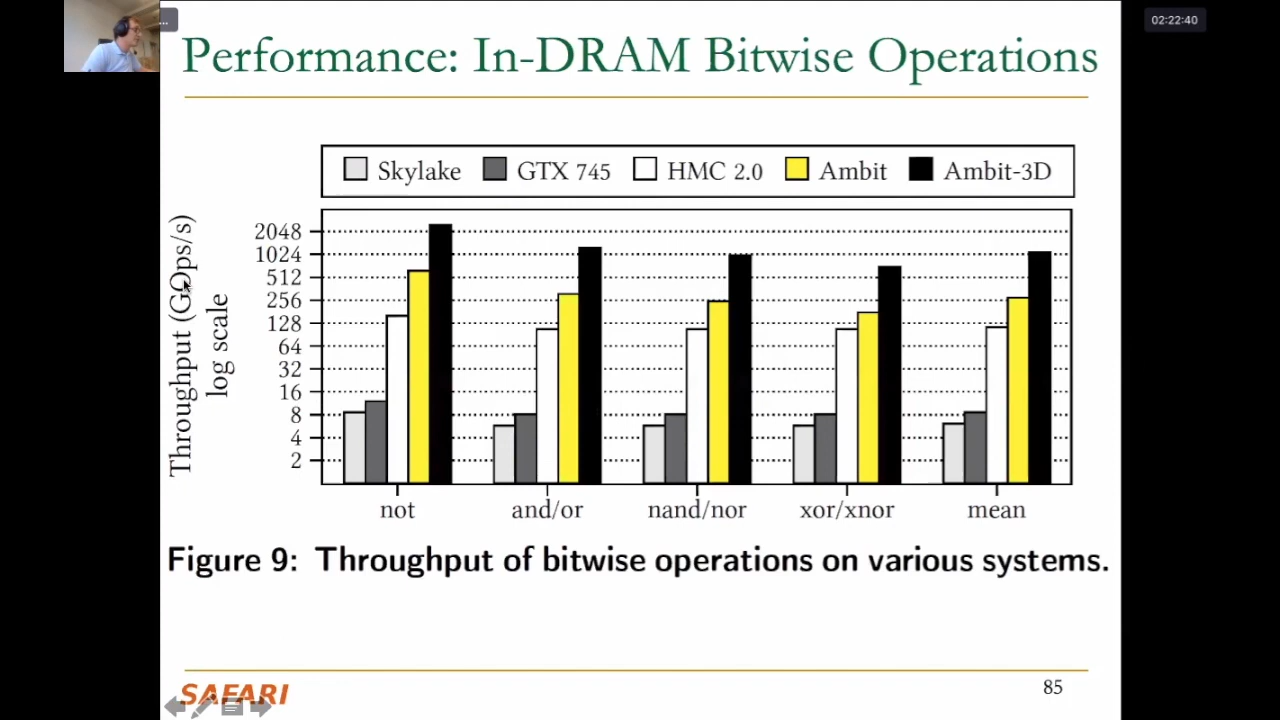 ...
02:22:40
Performance: In-DRAM Bitwise Operations
Skylake GTX 745 HMC 2.0 Ambit Ambit-3D
Throughput (GOps/s)
log scale
2048
1024
512
256
128
64
32
16
8
4
2
not and/or nand/nor xor/xnor mean
Figure 9: Throughput of bitwise operations on various systems.
SAFARI
85